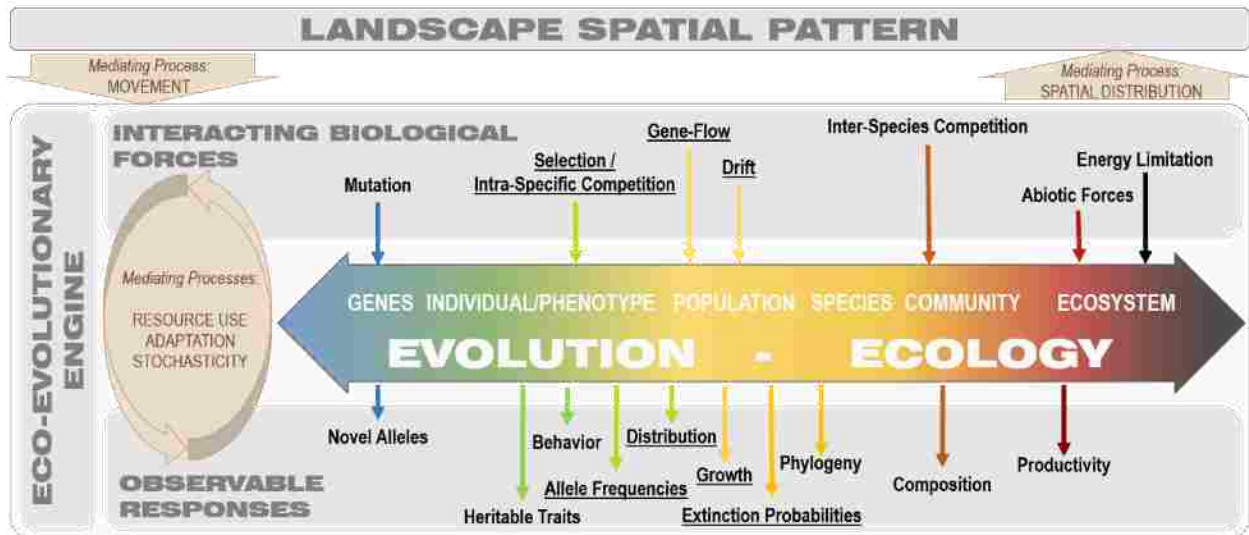 LANDSCAPE SPATIAL PATTERN
Mediating Process:
MOVEMENT
Mediating Process:
SPATIAL DISTRIBUTION
ECO-EVOLUTIONARY
ENGINE
INTERACTING BIOLOGICAL
FORCES
Mutation
Selection /
Intra-Specific Competition
Gene-Flow
Drift
Inter-Species Competition
Abiotic Forces
Energy Limitation
Mediating Processes:
RESOURCE USE
ADAPTATION
STOCHASTICITY
GENES INDIVIDUAL/PHENOTYPE POPULATION SPECIES COMMUNITY ECOSYSTEM
EVOLUTION - ECOLOGY
Novel Alleles
Heritable Traits
Behavior
Allele Frequencies
Distribution
Growth
Extinction Probabilities
Phylogeny
Composition
Productivity
OBSERVABLE
RESPONSES